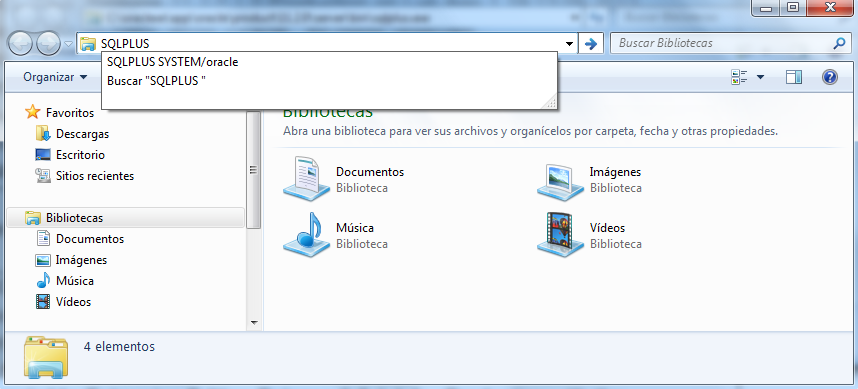 SQLPLUS
Buscar Bibliotecas
SQLPLUS SYSTEM/oracle
Buscar "SQLPLUS "
Organizar
Favoritos
Descargas
Escritorio
Sitios recientes
Bibliotecas
Documentos
Imágenes
Música
Vídeos
Bibliotecas
Abra una biblioteca para ver sus archivos y organícelos por carpeta, fecha y otras propiedades.
Documentos
Biblioteca
Imágenes
Biblioteca
Música
Biblioteca
Vídeos
Biblioteca
4 elementos